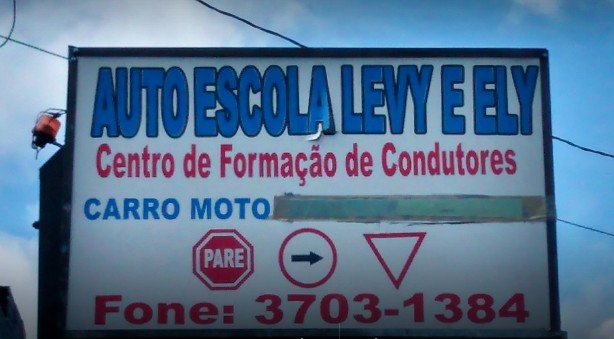 AUTO ESCOLA LEVY E ELY
Centro de Formação de Condutores
CARRO MOTO
PARE
Fone: 3703-1384